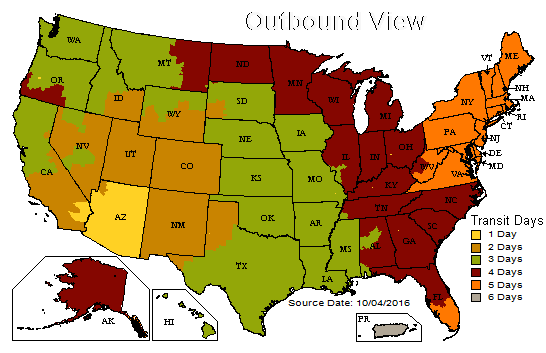 Outbound View
WA
OR
MT
ND
MN
ID
WY
SD
WI
MI
NY
VT
ME
NH
MA
RI
CT
NJ
PA
DE
MD
NV
UT
CO
NE
IA
IL
IN
OH
WV
VA
CA
KS
MO
KY
NC
AZ
NM
OK
AR
TN
SC
TX
LA
MS
AL
GA
FL
AK
HI
PR
Source Date: 10/04/2016
Transit Days
1 Day
2 Days
3 Days
4 Days
5 Days
6 Days